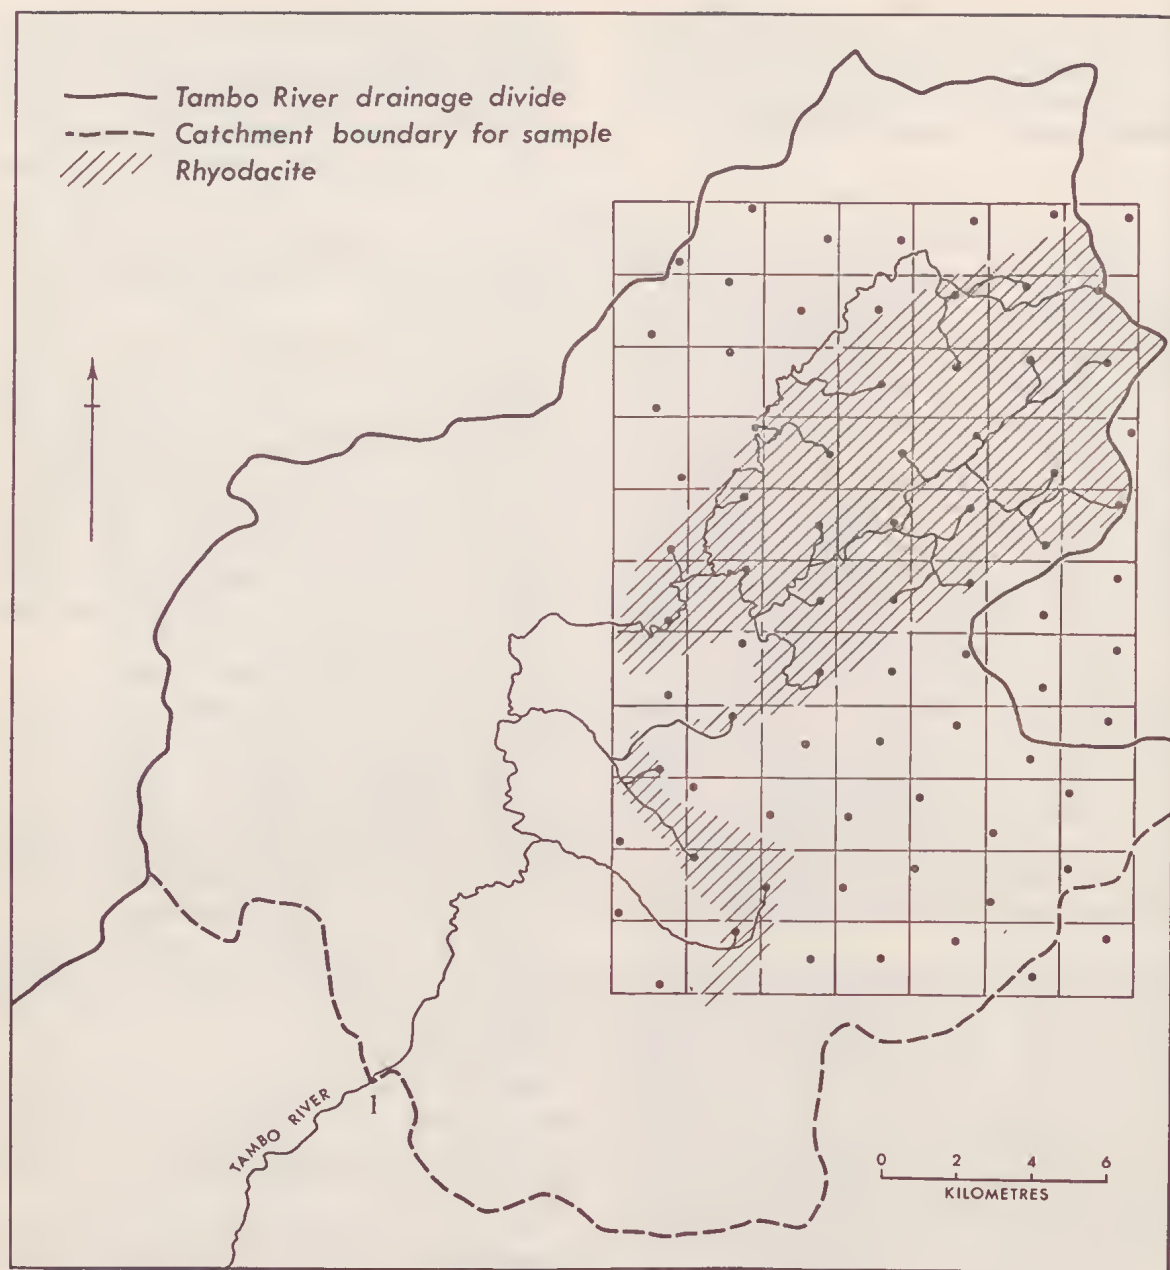 Tambo River drainage divide
Catchment boundary for sample
Rhyodacite
TAMBO RIVER
1
0 2 4 6
KILOMETRES